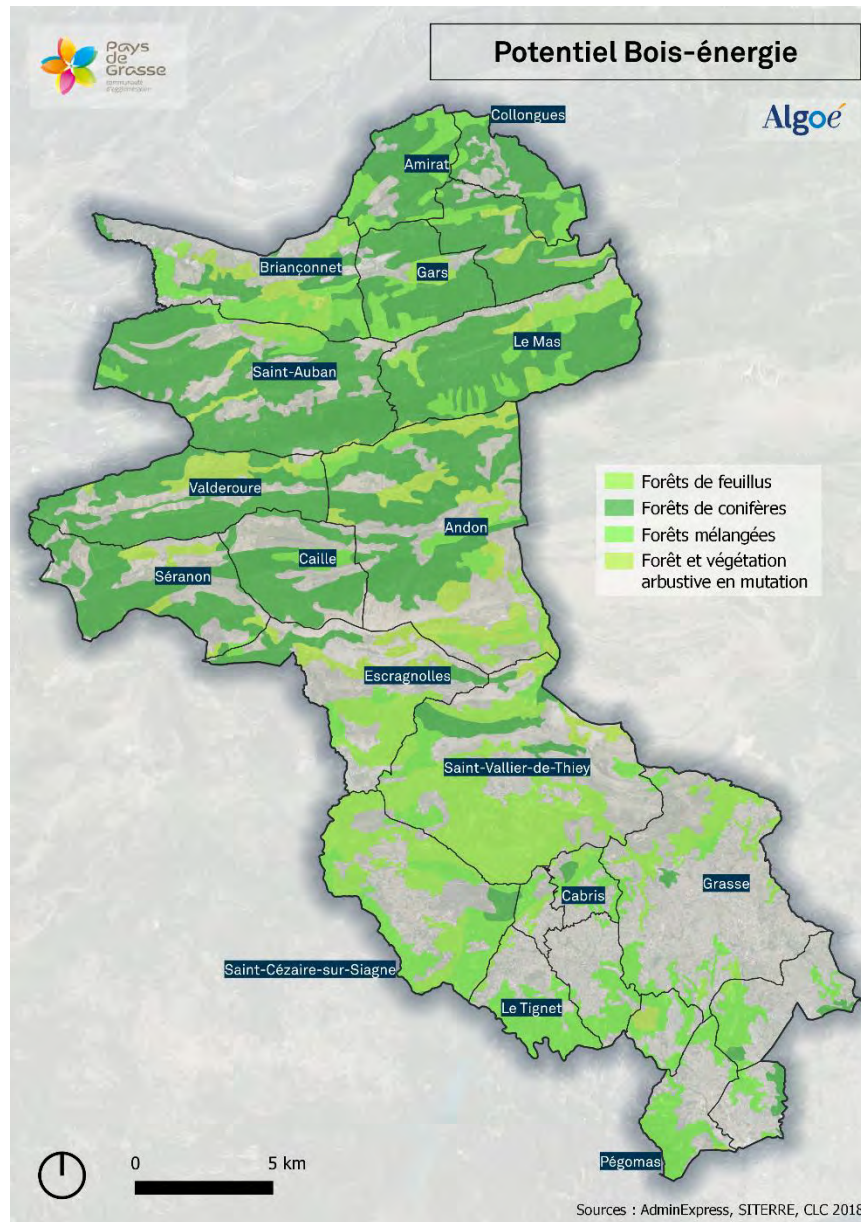 Pays
de
Grasse
communauté
d'agglomération
Potentiel Bois-énergie
Algoé
Collongues
Amirat
Briançonnet
Gars
Le Mas
Saint-Auban
Valderoure
Andon
Caille
Séranon
Forêts de feuillus
Forêts de conifères
Forêts mélangées
Forêt et végétation
arbustive en mutation
Escragnolles
Saint-Vallier-de-Thiey
Cabris
Grasse
Saint-Cézaire-sur-Siagne
Le Tignet
Pégomas
0 5 km
Sources : AdminExpress, SITERRE, CLC 2018